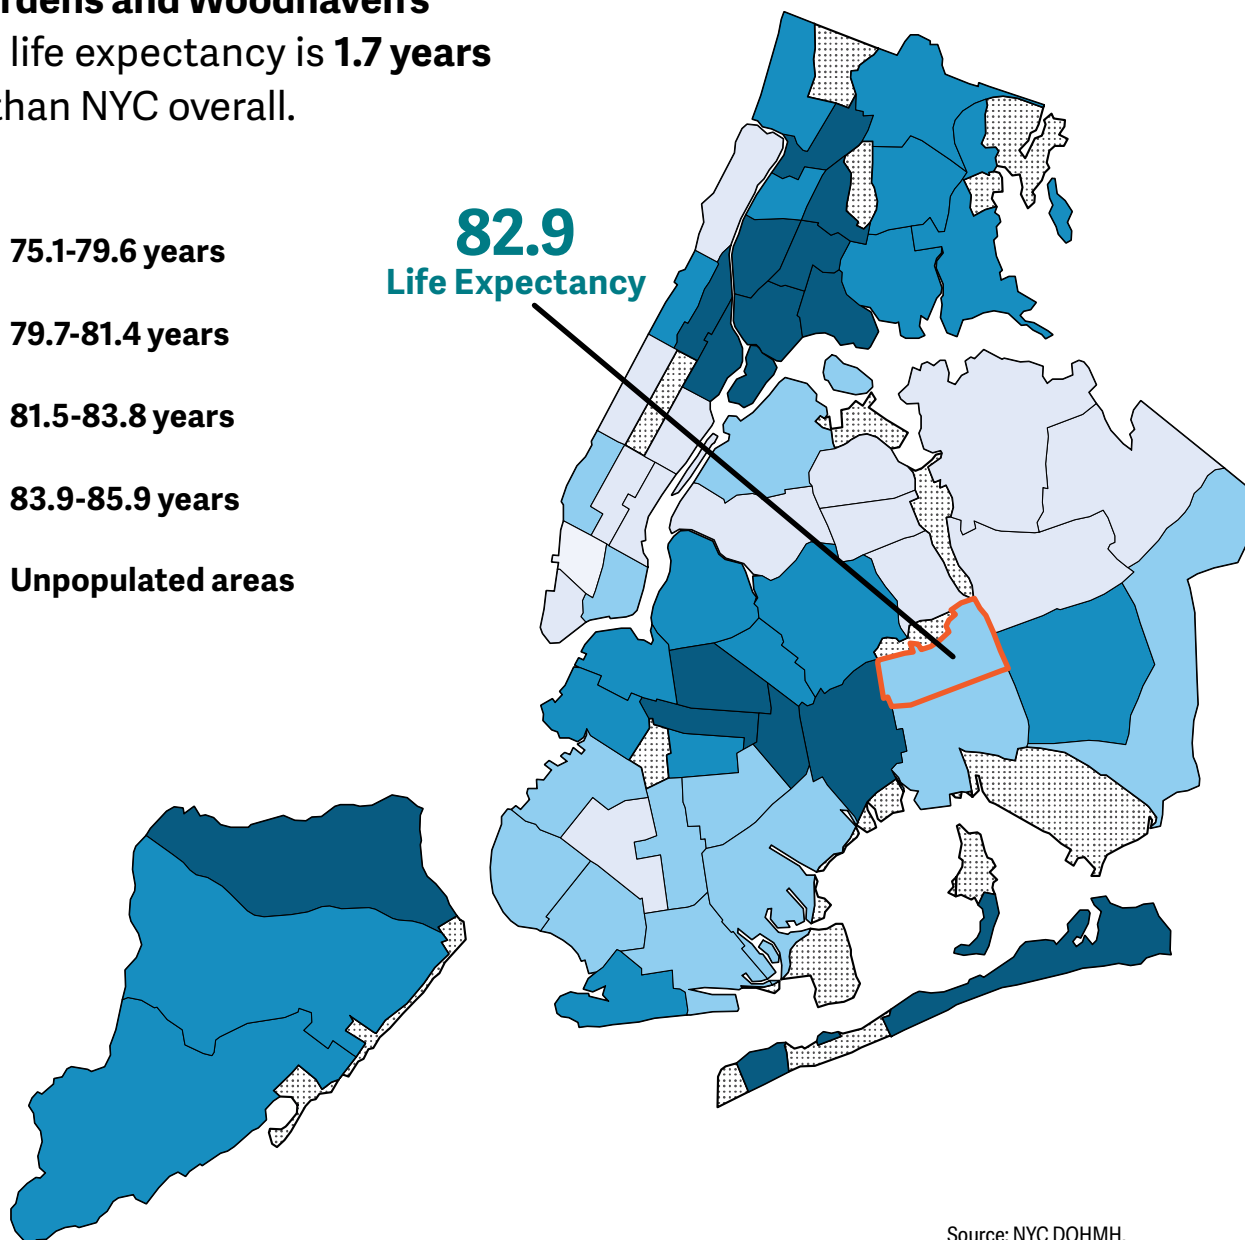 and Woodhaven's
life expectancy is 1.7 years
than NYC overall.
82.9
Life Expectancy
75.1-79.6 years
79.7-81.4 years
81.5-83.8 years
83.9-85.9 years
Unpopulated areas
Source: NYC DOHMH.